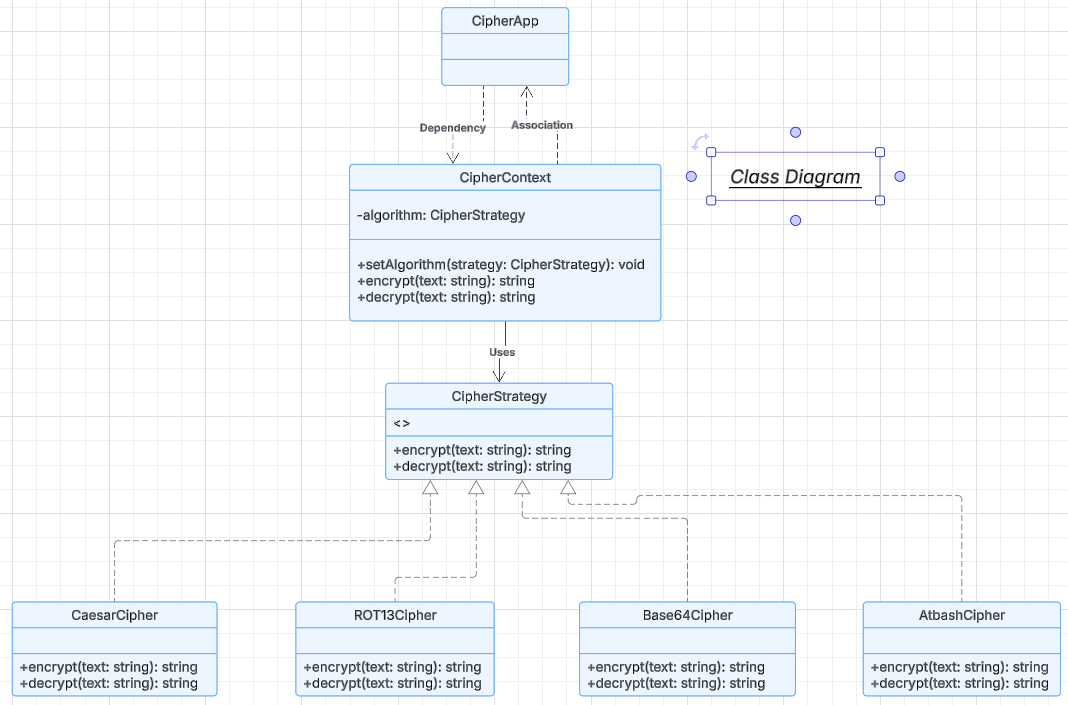 CipherApp
Dependency
Association
CipherContext
-algorithm: CipherStrategy
+setAlgorithm(strategy: CipherStrategy): void
+encrypt(text: string): string
+decrypt(text: string): string
Class Diagram
Uses
CipherStrategy
<>
+encrypt(text: string): string
+decrypt(text: string): string
CaesarCipher
+encrypt(text: string): string
+decrypt(text: string): string
ROT13Cipher
+encrypt(text: string): string
+decrypt(text: string): string
Base64Cipher
+encrypt(text: string): string
+decrypt(text: string): string
AtbashCipher
+encrypt(text: string): string
+decrypt(text: string): string